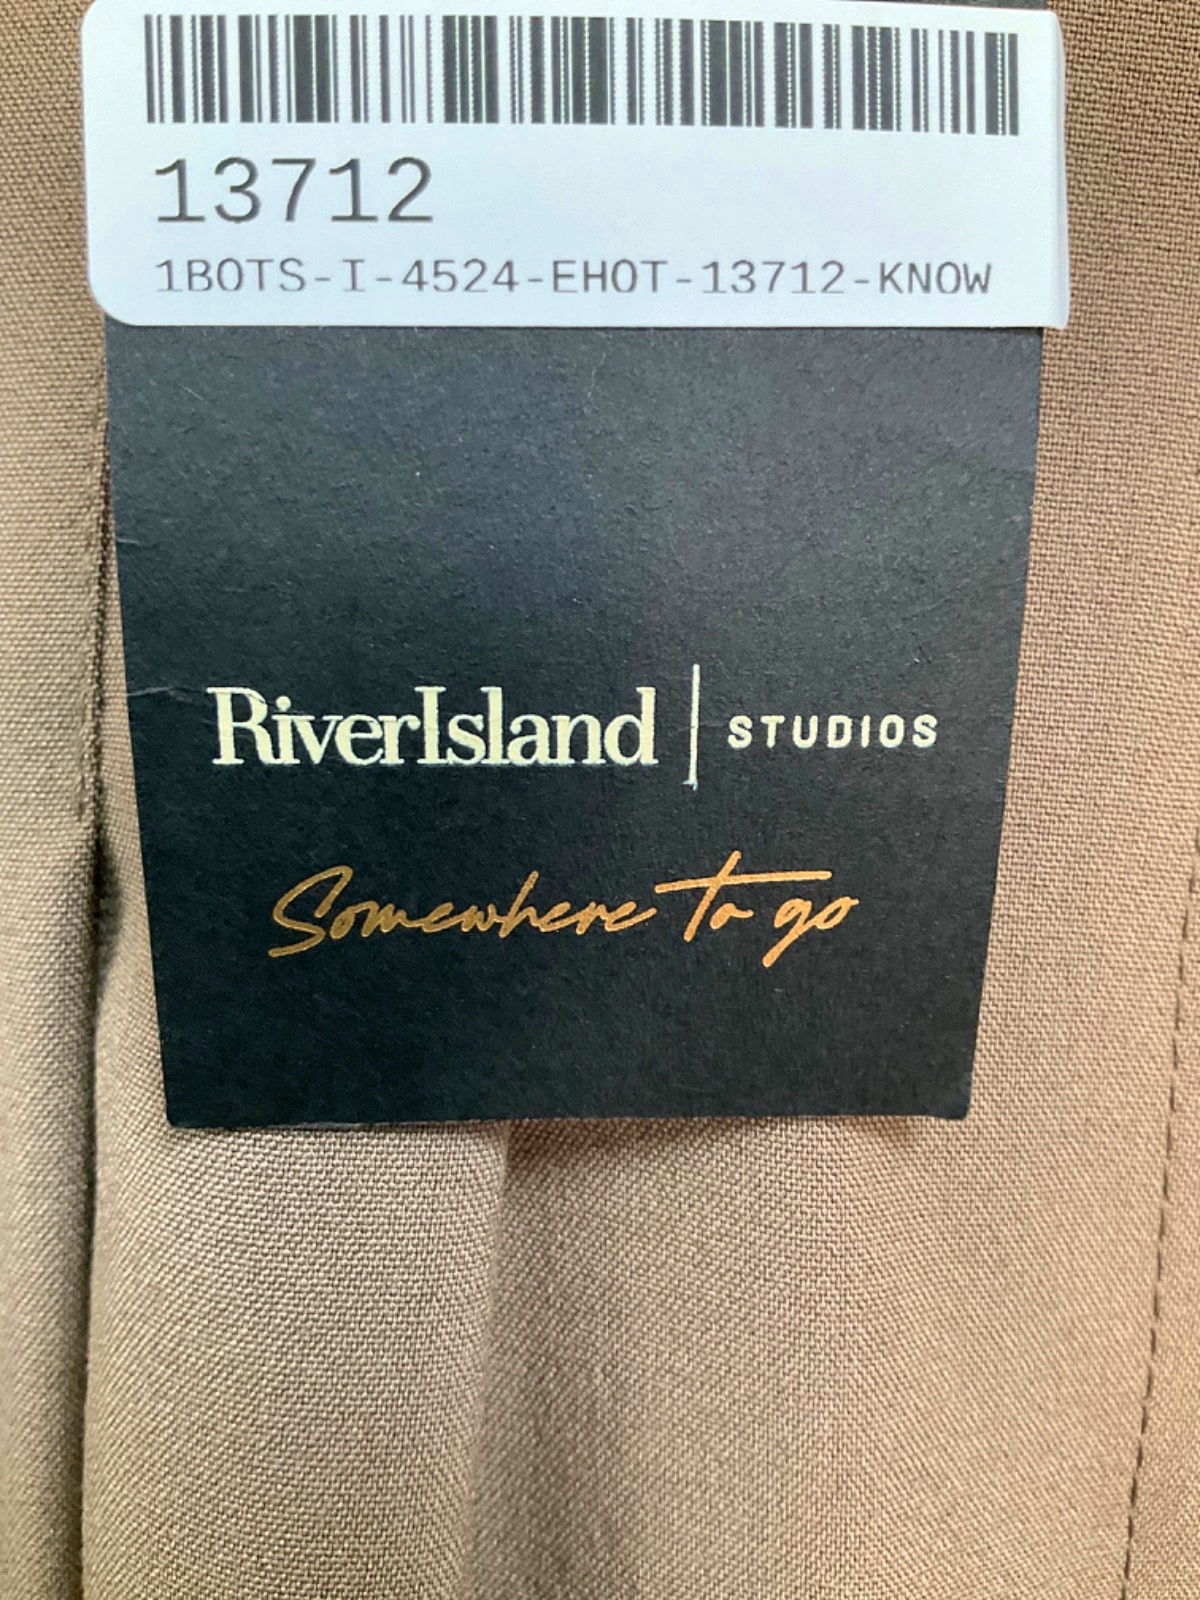 13712
1BOTS-I-4524-EHOT-13712-KNOW
RiverIsland | STUDIOS
Somewhere to go